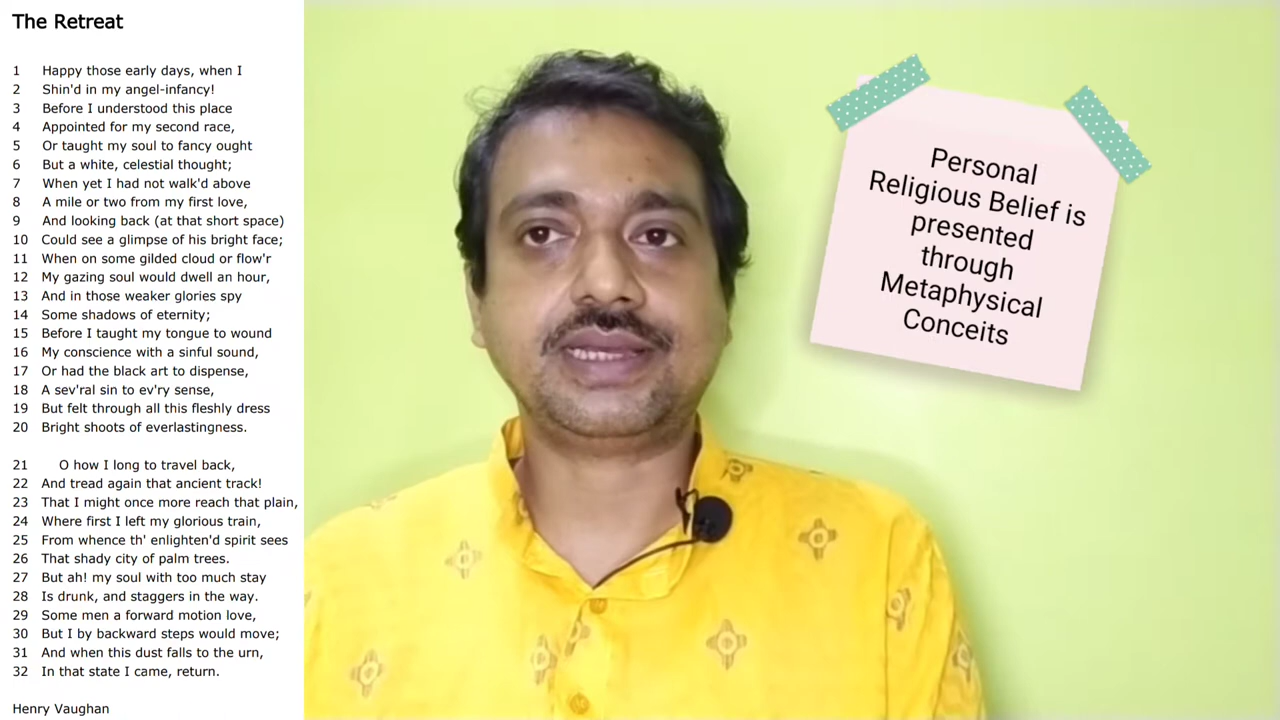 The Retreat
1 Happy those early days, when I
2 Shin'd in my angel-infancy!
3 Before I understood this place
4 Appointed for my second race,
5 Or taught my soul to fancy ought
6 But a white, celestial thought;
7 When yet I had not walk'd above
8 A mile or two from my first love,
9 And looking back (at that short space)
10 Could see a glimpse of his bright face;
11 When on some gilded cloud or flow'r
12 My gazing soul would dwell an hour,
13 And in those weaker glories spy
14 Some shadows of eternity;
15 Before I taught my tongue to wound
16 My conscience with a sinful sound,
17 Or had the black art to dispense,
18 A sev'ral sin to ev'ry sense,
19 But felt through all this fleshly dress
20 Bright shoots of everlastingness.
21 O how I long to travel back,
22 And tread again that ancient track!
23 That I might once more reach that plain,
24 Where first I left my glorious train,
25 From whence th' enlighten'd spirit sees
26 That shady city of palm trees.
27 But ah! my soul with too much stay
28 Is drunk, and staggers in the way.
29 Some men a forward motion love,
30 But I by backward steps would move;
31 And when this dust falls to the urn,
32 In that state I came, return.
Henry Vaughan
Personal
Religious Belief is
presented
through
Metaphysical
Conceits